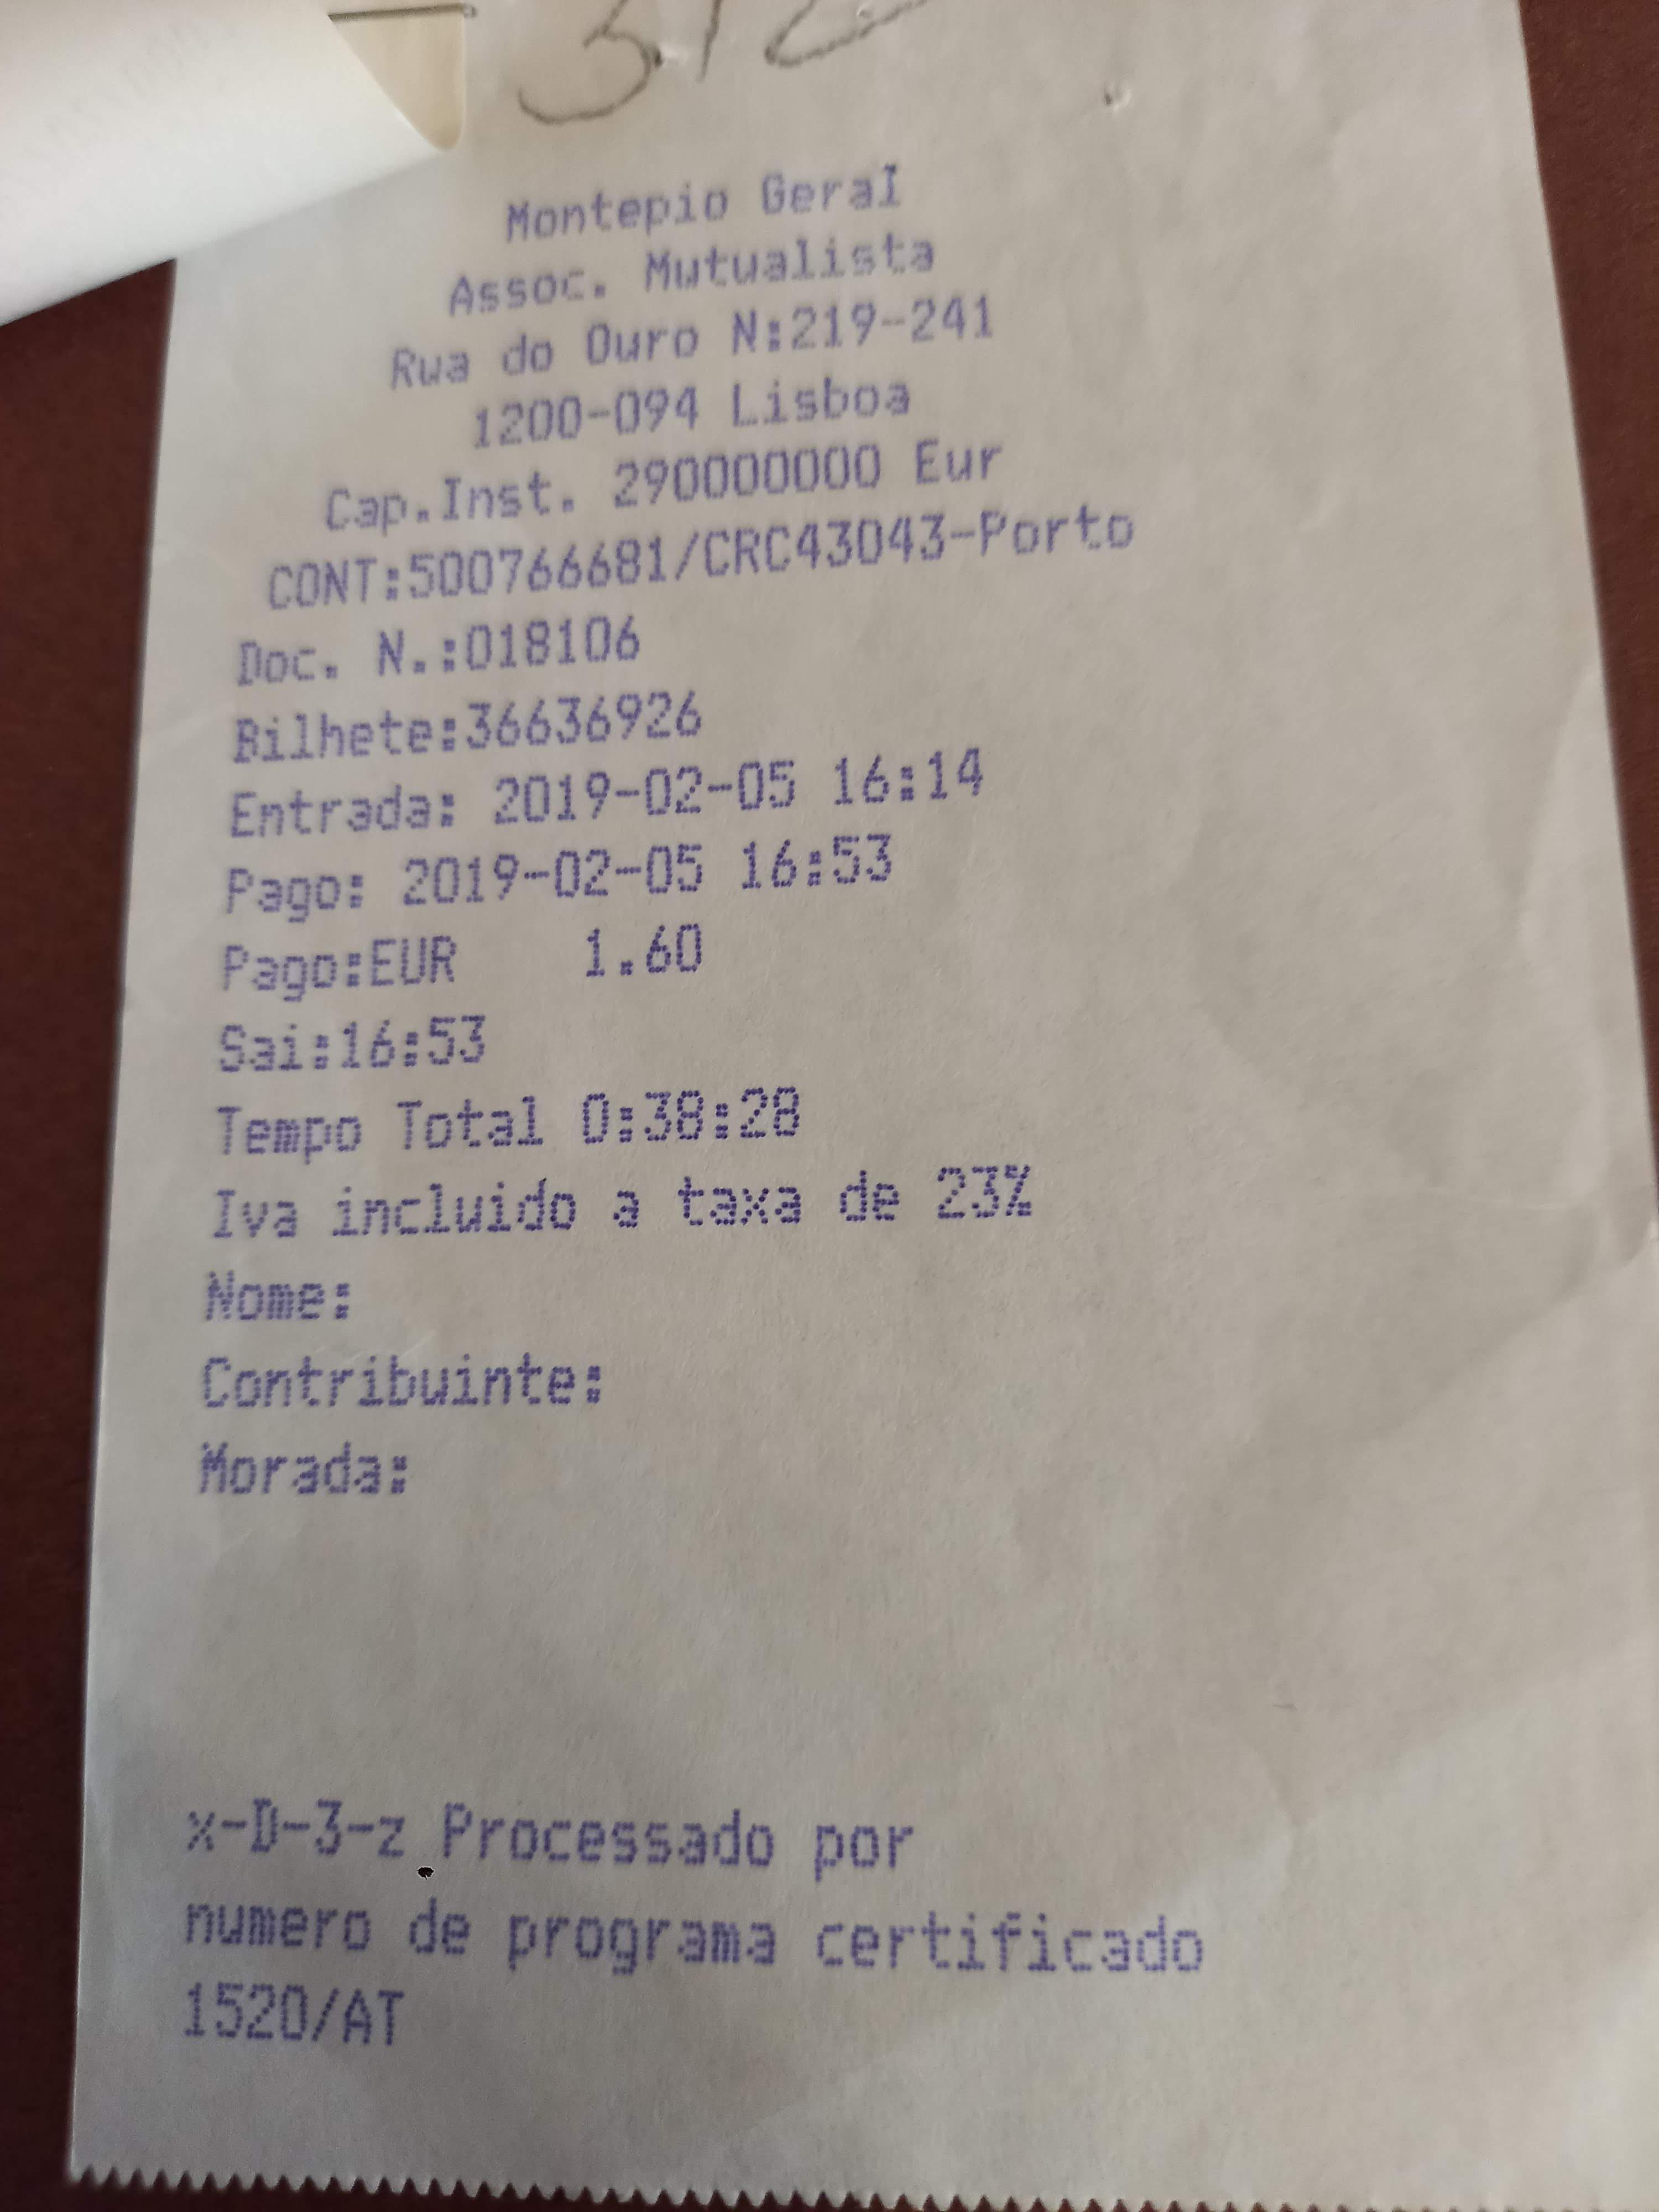 Montepio Geral
Assoc. Mutualista
Rua do Ouro N:219-241
1200-094 Lisboa
Cap.Inst. 290000000 Eur
CONT:500766681/CRC43043-Porto
Doc. N.:018106
Bilhete:36636926
Entrada: 2019-02-05 16:14
Pago: 2019-02-05 16:53
Pago:EUR 1.60
Sai:16:53
Tempo Total 0:38:28
Iva incluido a taxa de 23%
Nome:
Contribuinte:
Morada:
x-D-3-z Processado por
numero de programa certificado
1520/AT